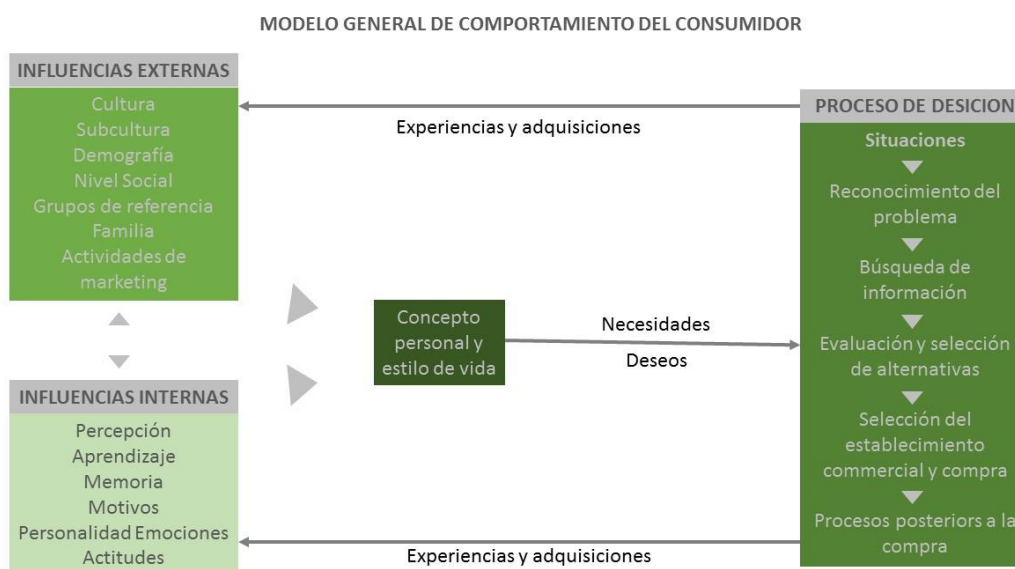 MODELO GENERAL DE COMPORTAMIENTO DEL CONSUMIDOR
INFLUENCIAS EXTERNAS
Cultura
Subcultura
Demografía
Nivel Social
Grupos de referencia
Familia
Actividades de
marketing
INFLUENCIAS INTERNAS
Percepción
Aprendizaje
Memoria
Motivos
Personalidad Emociones
Actitudes
Experiencias y adquisiciones
Concepto
personal y
estilo de vida
Necesidades
Deseos
Experiencias y adquisiciones
PROCESO DE DESICION
Situaciones
Reconocimiento del
problema
Búsqueda de
información
Evaluación y selección
de alternativas
Selección del
establecimiento
commercial y compra
Procesos posteriors a la
compra